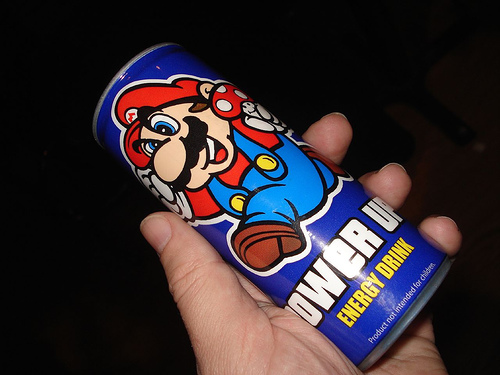 OWER UP
ENERGY DRINK
Product not intended for children
M